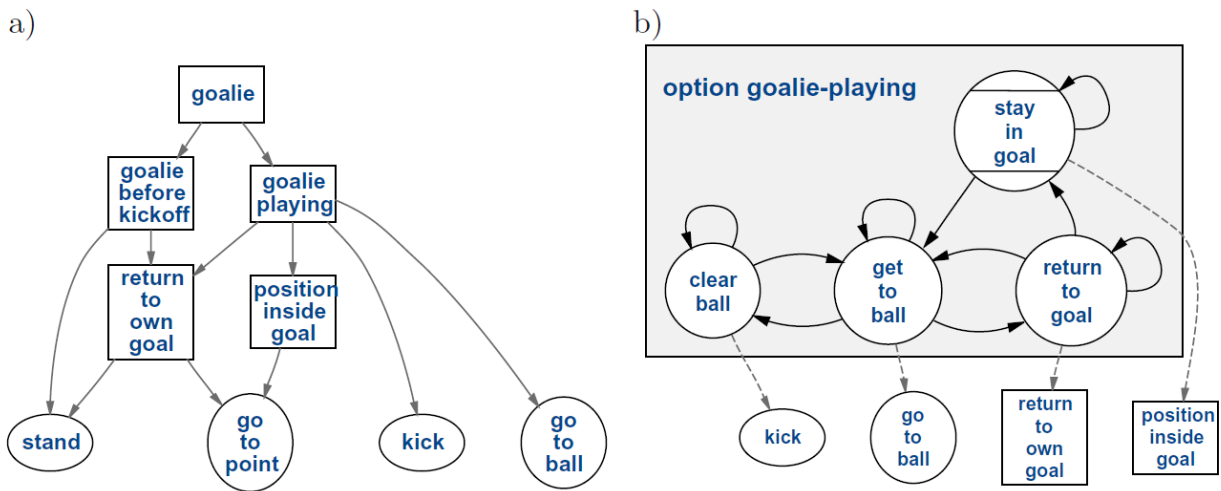 a)
goalie
goalie
before
kickoff
goalie
playing
return
to
own
goal
position
inside
goal
stand
go
to
point
kick
go
to
ball
b)
option goalie-playing
stay
in
goal
clear
ball
get
to
ball
return
to
goal
kick
go
to
ball
return
to
own
goal
position
inside
goal